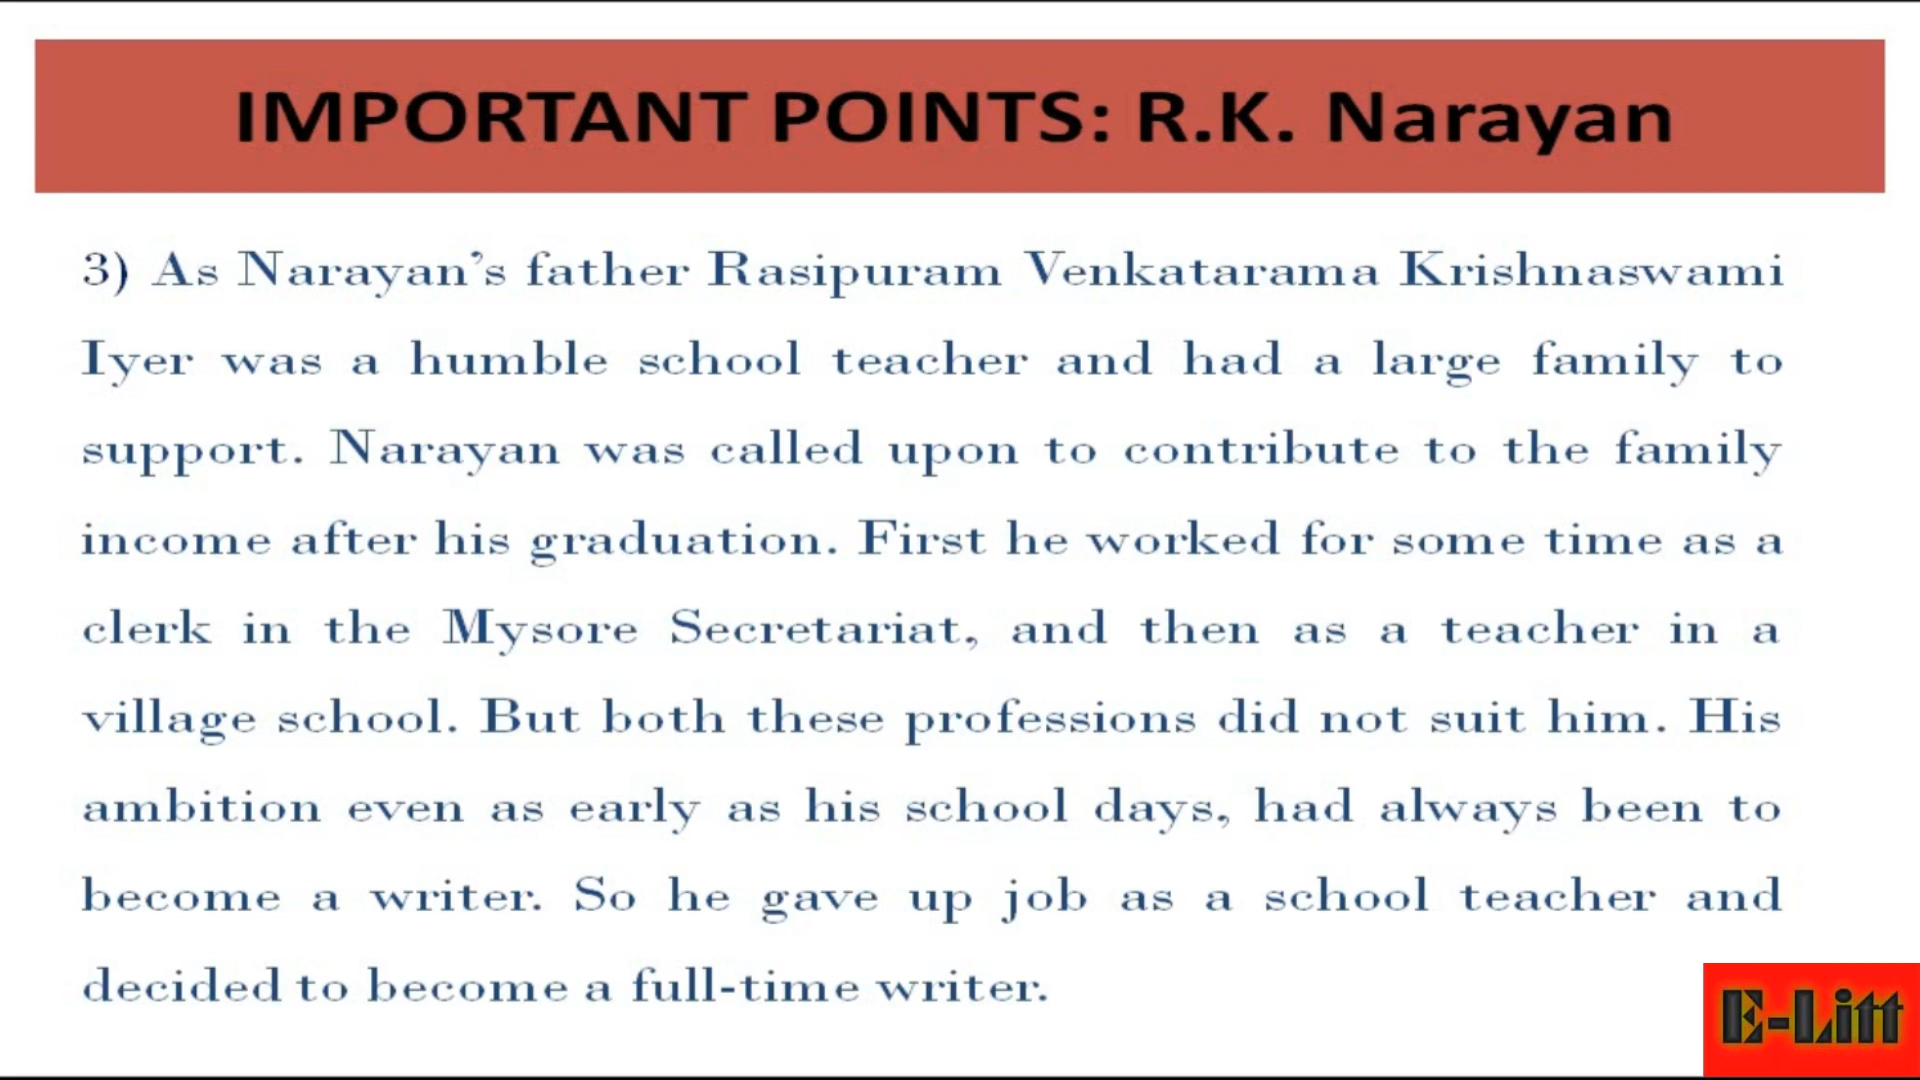 IMPORTANT POINTS: R.K. Narayan
3) As Narayan’s father Rasipuram Venkatarama Krishnaswami
Iyer was a humble school teacher and had a large family to
support. Narayan was called upon to contribute to the family
income after his graduation. First he worked for some time as a
clerk in the Mysore Secretariat, and then as a teacher in a
village school. But both these professions did not suit him. His
ambition even as early as his school days, had always been to
become a writer. So he gave up job as a school teacher and
decided to become a full-time writer.
E-Litt